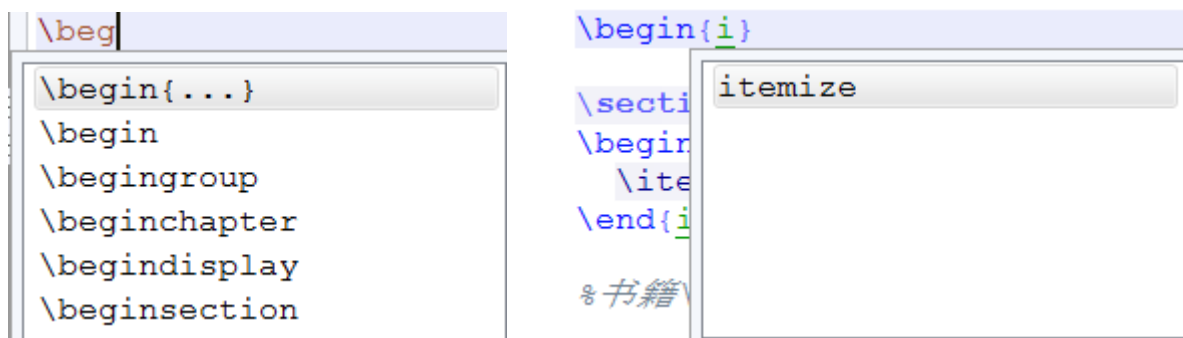 \beg
\begin{...}
\begin
\begingroup
\beginchapter
\begindisplay
\beginsection
\begin{i}
itemize
\secti
\begin
\ite
\end{i
%书籍\